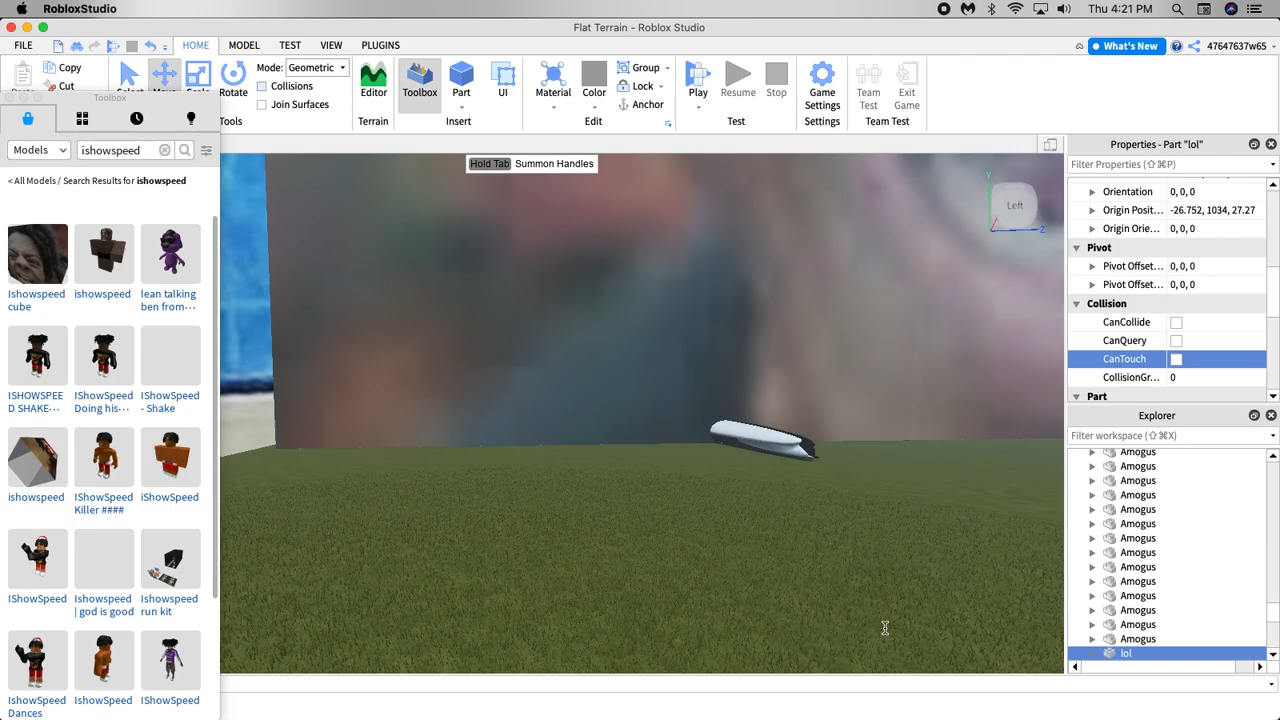 RobloxStudio
Thu 4:21 PM
Flat Terrain - RobloxStudio
FILE
HOME
MODEL
TEST
VIEW
PLUGINS
What's New
47647637w65
Copy
Cut
Rotate
Mode: Geometric
Collisions
Join Surfaces
Tools
Editor
Terrain
Toolbox
Part
UI
Insert
Material
Color
Group
Lock
Anchor
Edit
Play
Resume
Stop
Test
Game
Settings
Settings
Team
Test
Exit
Game
Team Test
Toolbox
Models
ishowspeed
< All Models / Search Results for ishowspeed
Ishowspeed
cube
ishowspeed
lean talking
ben from···
ISHOWSPEE
D SHAKE···
IShowSpeed
Doing his···
IShowSpeed
- Shake
ishowspeed
IShowSpeed
Killer ####
iShowSpeed
IShowSpeed
Ishowspeed
| god is good
Ishowspeed
run kit
IshowSpeed
Dances
IshowSpeed
IShowSpeed
Hold Tab Summon Handles
Left
Y
Z
Properties - Part "lol"
Filter Properties (⇧⌘P)
Orientation 0, 0, 0
Origin Posit... -26.752, 1034, 27.27
Origin Orie... 0, 0, 0
Pivot
Pivot Offset... 0, 0, 0
Pivot Offset... 0, 0, 0
Collision
CanCollide
CanQuery
CanTouch
CollisionGr... 0
Part
Explorer
Filter workspace (⇧⌘X)
Amogus
Amogus
Amogus
Amogus
Amogus
Amogus
Amogus
Amogus
Amogus
Amogus
Amogus
Amogus
Amogus
Amogus
lol